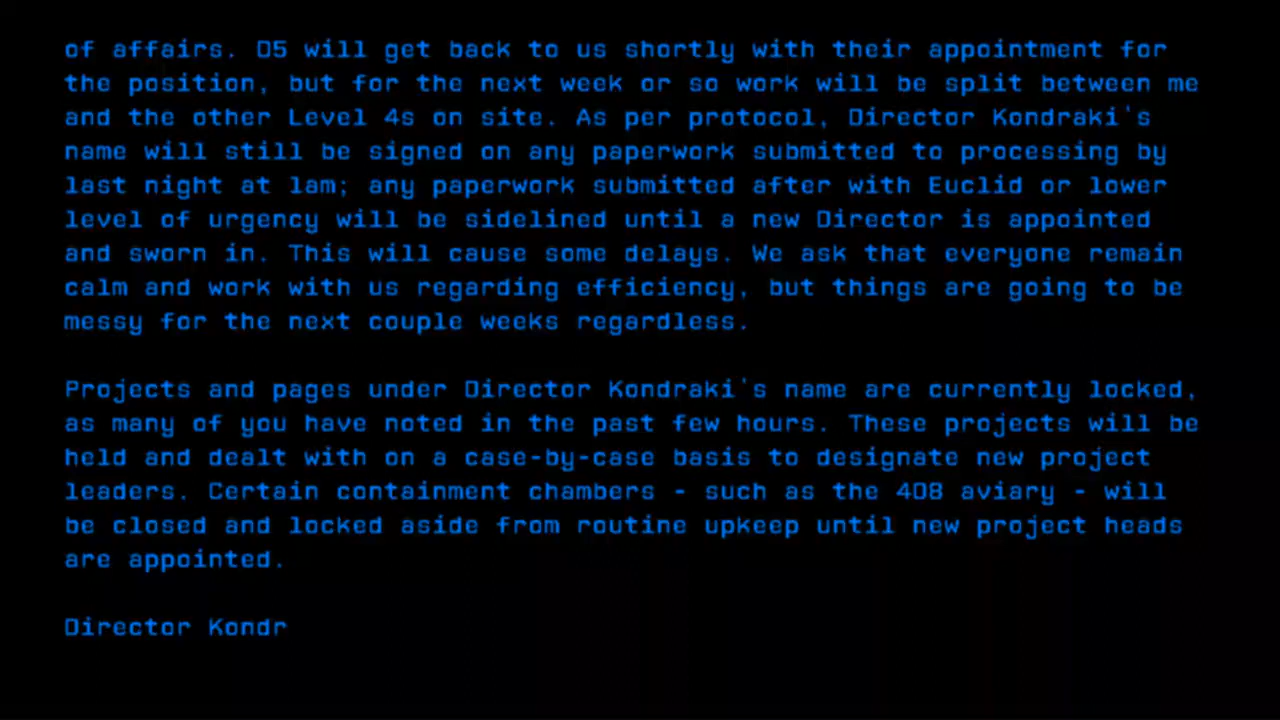 of affairs. O5 will get back to us shortly with their appointment for
the position, but for the next week or so work will be split between me
and the other Level 4s on site. As per protocol, Director Kondraki's
name will still be signed on any paperwork submitted to processing by
last night at 1am; any paperwork submitted after with Euclid or lower
level of urgency will be sidelined until a new Director is appointed
and sworn in. This will cause some delays. We ask that everyone remain
calm and work with us regarding efficiency, but things are going to be
messy for the next couple weeks regardless.
Projects and pages under Director Kondraki's name are currently locked,
as many of you have noted in the past few hours. These projects will be
held and dealt with on a case-by-case basis to designate new project
leaders. Certain containment chambers - such as the 408 aviary - will
be closed and locked aside from routine upkeep until new project heads
are appointed.
Director Kondr